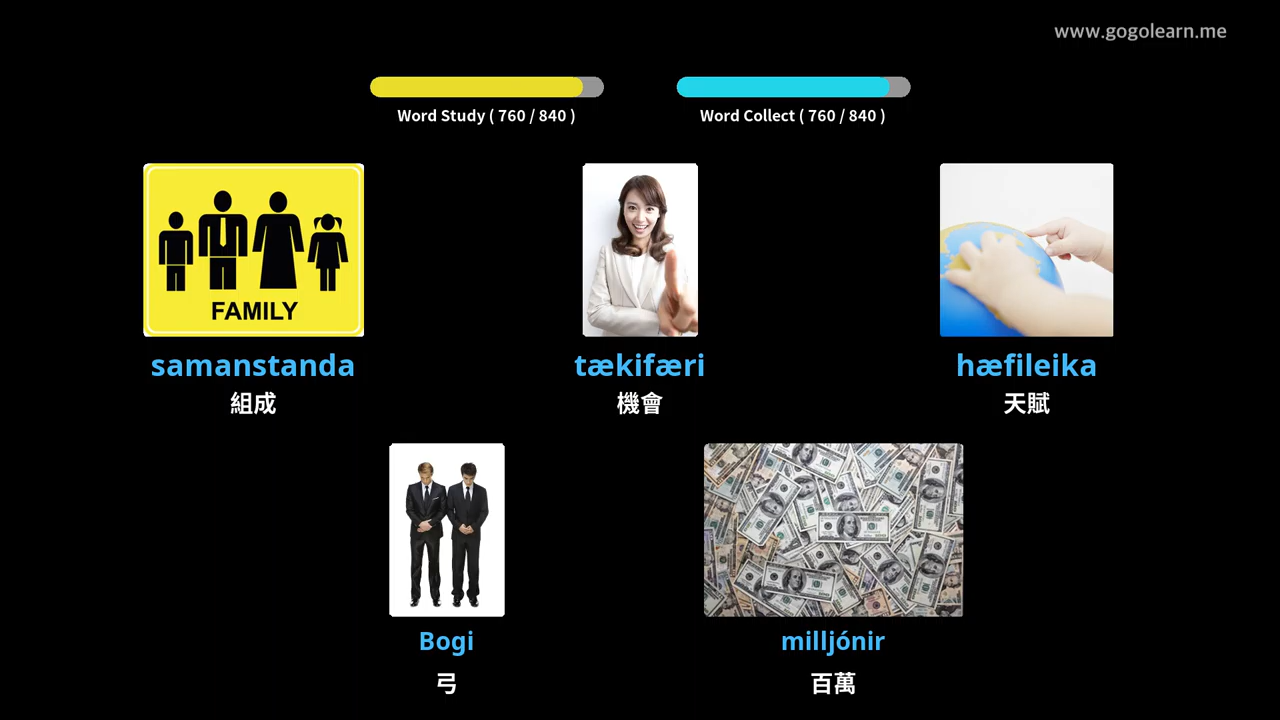 www.gogolearn.me
Word Study ( 760 / 840 )
Word Collect ( 760 / 840 )
FAMILY
samanstanda
組成
tækifæri
機會
hæfileika
天賦
Bogi
弓
milljónir
百萬